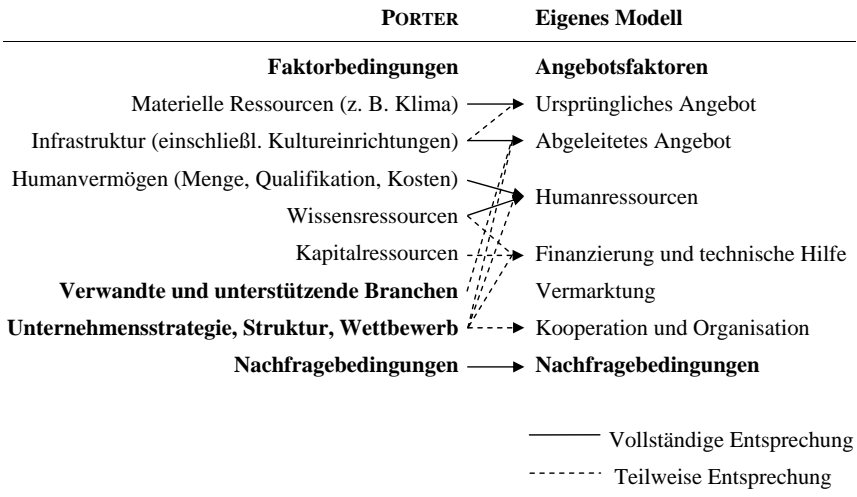 PORTER Eigenes Modell
Faktorbedingungen Angebotsfaktoren
Materielle Ressourcen (z. B. Klima) Ursprüngliches Angebot
Infrastruktur (einschließl. Kultureinrichtungen) Abgeleitetes Angebot
Humanvermögen (Menge, Qualifikation, Kosten)
Humanressourcen
Wissensressourcen
Kapitalressourcen Finanzierung und technische Hilfe
Verwandte und unterstützende Branchen Vermarktung
Unternehmensstrategie, Struktur, Wettbewerb Kooperation und Organisation
Nachfragebedingungen Nachfragebedingungen
Vollständige Entsprechung
Teilweise Entsprechung